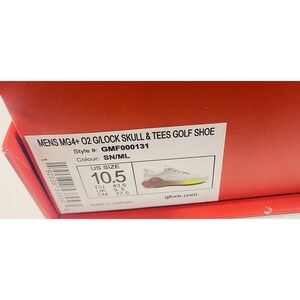 MENS MG4+ O2 G/LOCK SKULL & TEES GOLF SHOE
Style #: GMF000131
Colour: SN/ML
US SIZE
10.5
EU 43.5
UK 9.5
CM 27.5
gfore.com